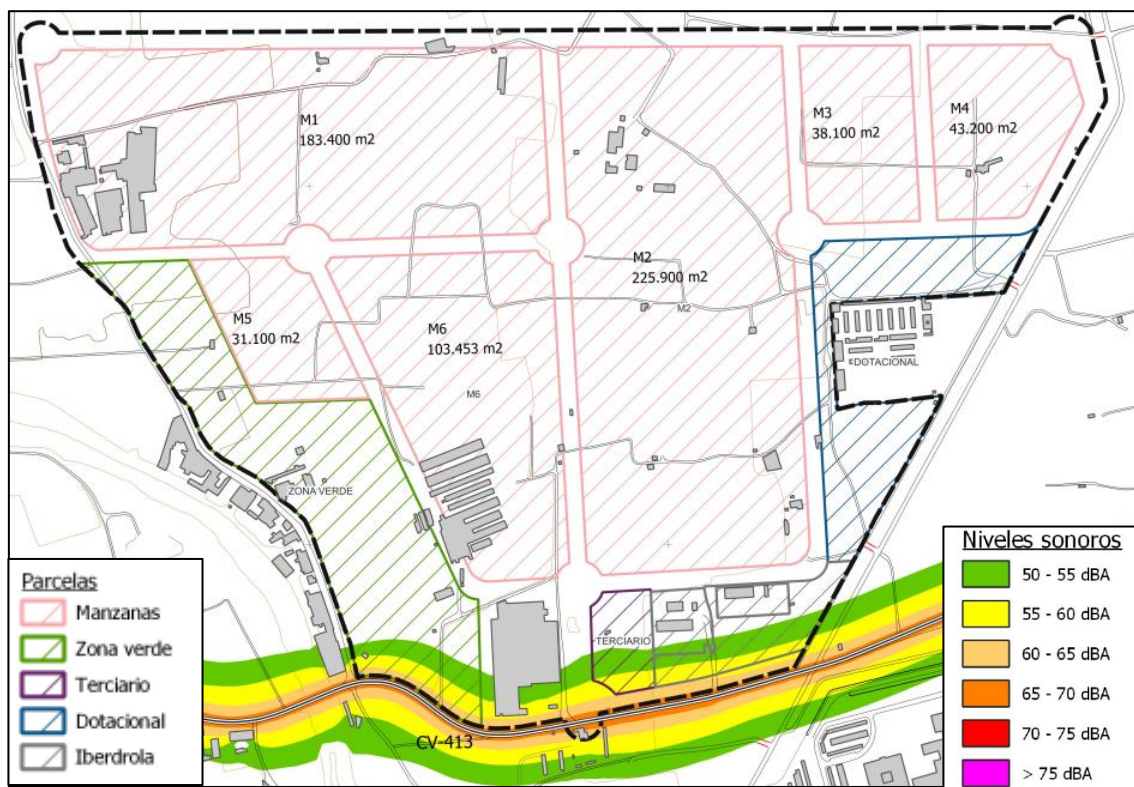 M1
183.400 m2
M3
38.100 m2
M4
43.200 m2
M2
225.900 m2
M2
M5
31.100 m2
M6
103.453 m2
M6
DOTACIONAL
ZONA VERDE
TERCIARIO
CV-413
Parcelas
Manzanas
Zona verde
Terciario
Dotacional
Iberdrola
Niveles sonoros
50 - 55 dBA
55 - 60 dBA
60 - 65 dBA
65 - 70 dBA
70 - 75 dBA
> 75 dBA